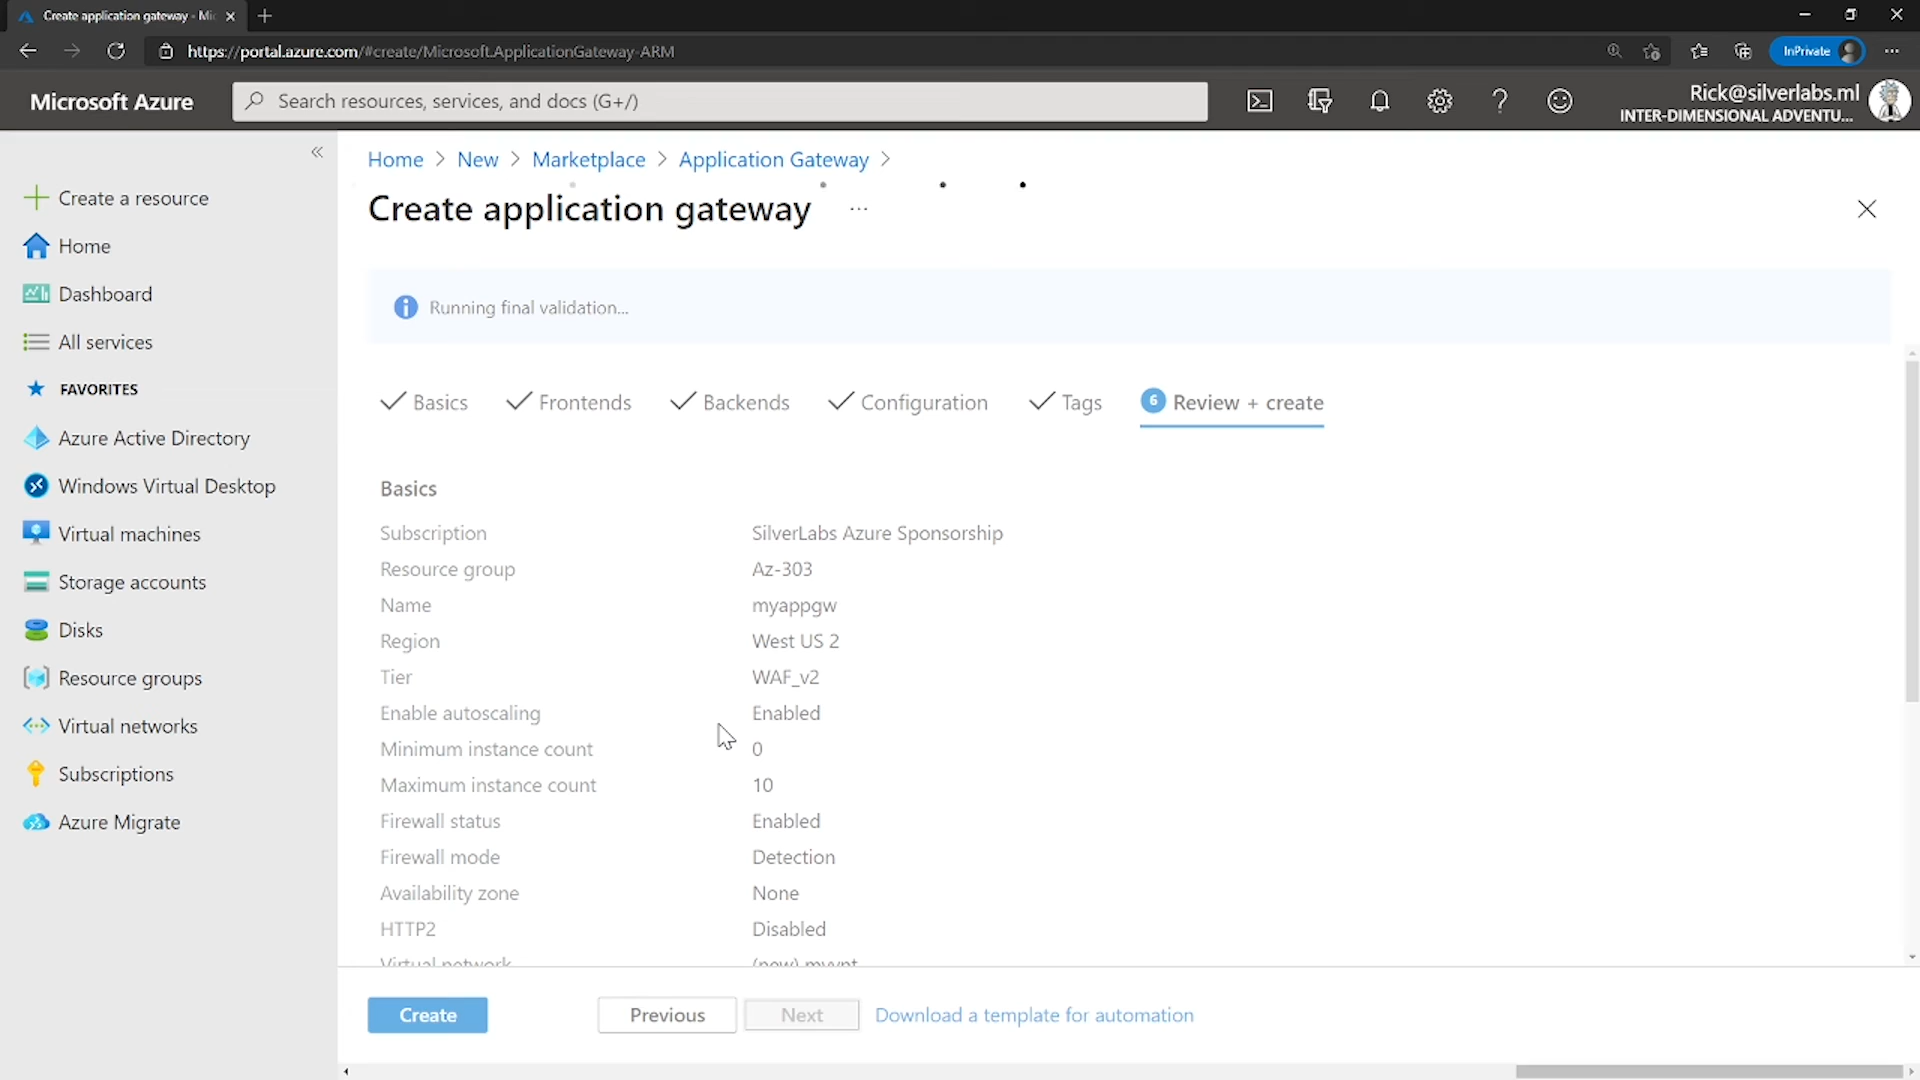 Create application gateway - Mic
https://portal.azure.com/#create/Microsoft.ApplicationGateway-ARM
InPrivate
Microsoft Azure
Search resources, services, and docs (G+/)
Rick@silverlabs.ml
INTER-DIMENSIONAL ADVENTU...
Create a resource
Home
Dashboard
All services
FAVORITES
Azure Active Directory
Windows Virtual Desktop
Virtual machines
Storage accounts
Disks
Resource groups
Virtual networks
Subscriptions
Azure Migrate
Home > New > Marketplace > Application Gateway >
Create application gateway ...
Running final validation...
Basics Frontends Backends Configuration Tags 6 Review + create
Basics
Subscription SilverLabs Azure Sponsorship
Resource group Az-303
Name myappgw
Region West US 2
Tier WAF_v2
Enable autoscaling Enabled
Minimum instance count 0
Maximum instance count 10
Firewall status Enabled
Firewall mode Detection
Availability zone None
HTTP2 Disabled
Virtual network (new) myvnt
Create Previous Next Download a template for automation